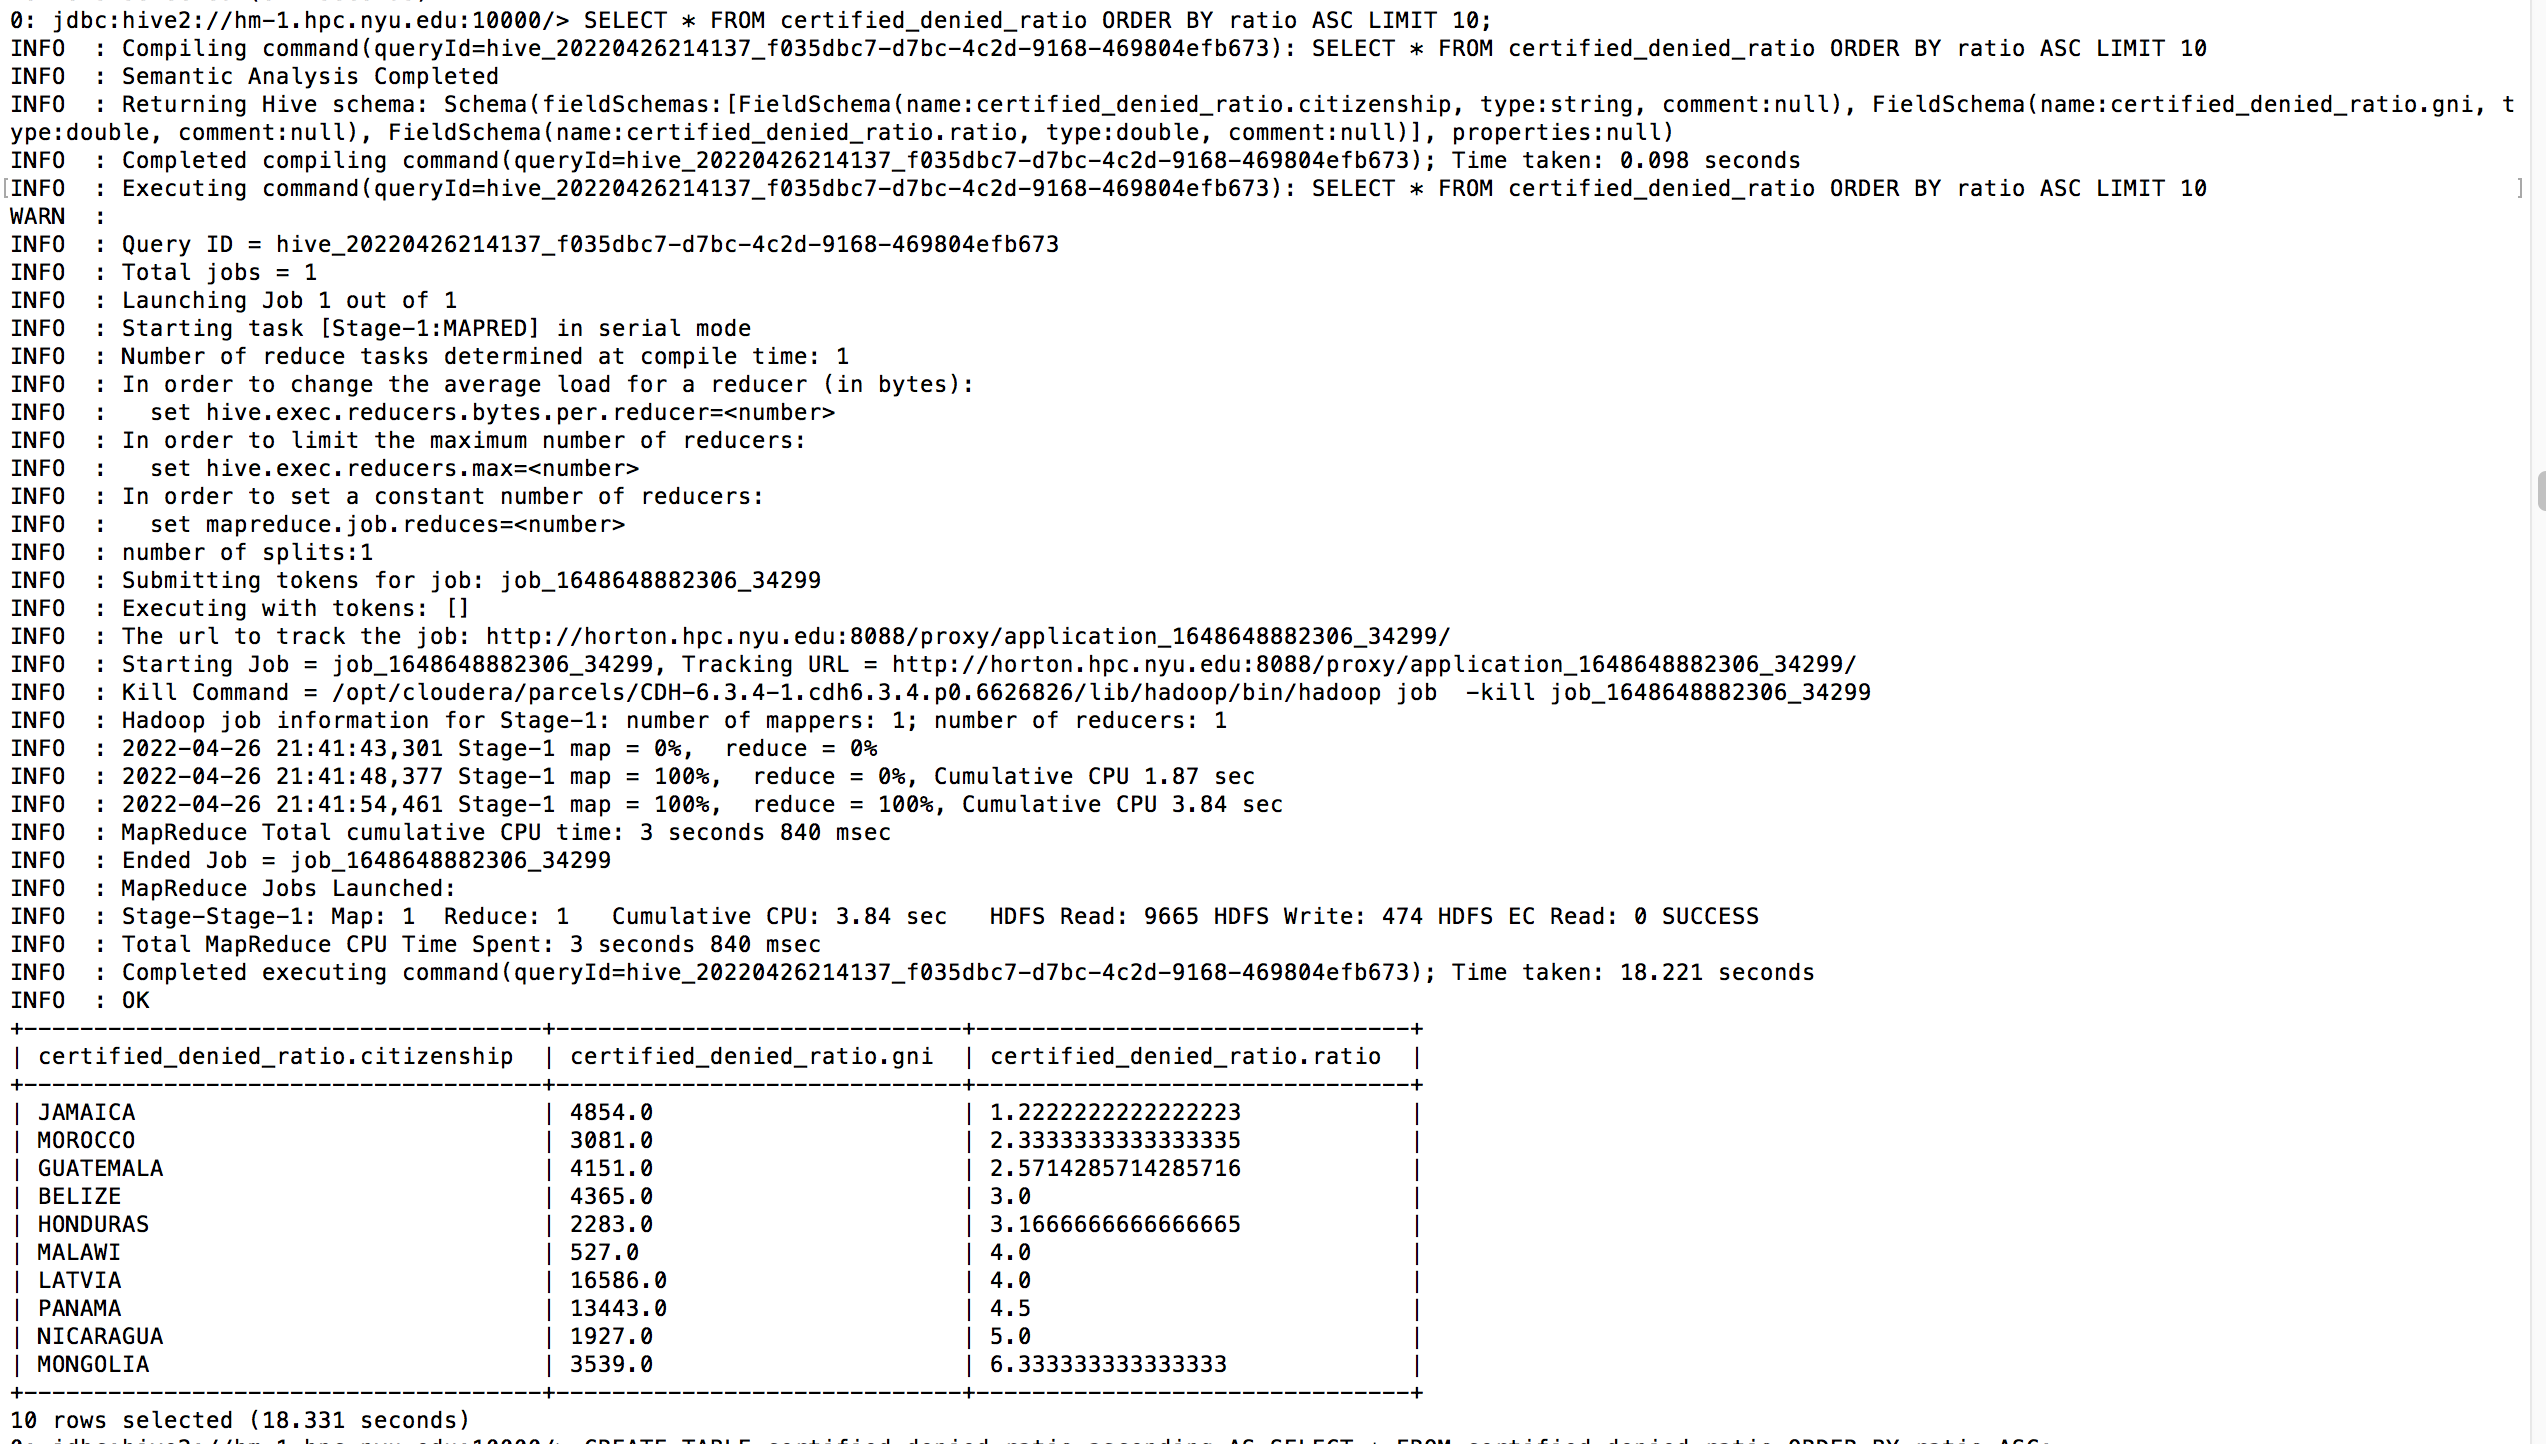 0: jdbc:hive2://hm-1.hpc.nyu.edu:10000/> SELECT * FROM certified_denied_ratio ORDER BY ratio ASC LIMIT 10;
INFO  : Compiling command(queryId=hive_20220426214137_f035dbc7-d7bc-4c2d-9168-469804efb673): SELECT * FROM certified_denied_ratio ORDER BY ratio ASC LIMIT 10
INFO  : Semantic Analysis Completed
INFO  : Returning Hive schema: Schema(fieldSchemas:[FieldSchema(name:certified_denied_ratio.citizenship, type:string, comment:null), FieldSchema(name:certified_denied_ratio.gni, t
ype:double, comment:null), FieldSchema(name:certified_denied_ratio.ratio, type:double, comment:null)], properties:null)
INFO  : Completed compiling command(queryId=hive_20220426214137_f035dbc7-d7bc-4c2d-9168-469804efb673); Time taken: 0.098 seconds
[INFO  : Executing command(queryId=hive_20220426214137_f035dbc7-d7bc-4c2d-9168-469804efb673): SELECT * FROM certified_denied_ratio ORDER BY ratio ASC LIMIT 10 ]
WARN  :
INFO  : Query ID = hive_20220426214137_f035dbc7-d7bc-4c2d-9168-469804efb673
INFO  : Total jobs = 1
INFO  : Launching Job 1 out of 1
INFO  : Starting task [Stage-1:MAPRED] in serial mode
INFO  : Number of reduce tasks determined at compile time: 1
INFO  : In order to change the average load for a reducer (in bytes):
INFO  :   set hive.exec.reducers.bytes.per.reducer=<number>
INFO  : In order to limit the maximum number of reducers:
INFO  :   set hive.exec.reducers.max=<number>
INFO  : In order to set a constant number of reducers:
INFO  :   set mapreduce.job.reduces=<number>
INFO  : number of splits:1
INFO  : Submitting tokens for job: job_1648648882306_34299
INFO  : Executing with tokens: []
INFO  : The url to track the job: http://horton.hpc.nyu.edu:8088/proxy/application_1648648882306_34299/
INFO  : Starting Job = job_1648648882306_34299, Tracking URL = http://horton.hpc.nyu.edu:8088/proxy/application_1648648882306_34299/
INFO  : Kill Command = /opt/cloudera/parcels/CDH-6.3.4-1.cdh6.3.4.p0.6626826/lib/hadoop/bin/hadoop job  -kill job_1648648882306_34299
INFO  : Hadoop job information for Stage-1: number of mappers: 1; number of reducers: 1
INFO  : 2022-04-26 21:41:43,301 Stage-1 map = 0%,  reduce = 0%
INFO  : 2022-04-26 21:41:48,377 Stage-1 map = 100%,  reduce = 0%, Cumulative CPU 1.87 sec
INFO  : 2022-04-26 21:41:54,461 Stage-1 map = 100%,  reduce = 100%, Cumulative CPU 3.84 sec
INFO  : MapReduce Total cumulative CPU time: 3 seconds 840 msec
INFO  : Ended Job = job_1648648882306_34299
INFO  : MapReduce Jobs Launched:
INFO  : Stage-Stage-1: Map: 1  Reduce: 1   Cumulative CPU: 3.84 sec   HDFS Read: 9665 HDFS Write: 474 HDFS EC Read: 0 SUCCESS
INFO  : Total MapReduce CPU Time Spent: 3 seconds 840 msec
INFO  : Completed executing command(queryId=hive_20220426214137_f035dbc7-d7bc-4c2d-9168-469804efb673); Time taken: 18.221 seconds
INFO  : OK
+-------------------------------------+-----------------------------+-------------------------------+
| certified_denied_ratio.citizenship  | certified_denied_ratio.gni  | certified_denied_ratio.ratio  |
+-------------------------------------+-----------------------------+-------------------------------+
| JAMAICA                             | 4854.0                      | 1.2222222222222223            |
| MOROCCO                             | 3081.0                      | 2.3333333333333335            |
| GUATEMALA                           | 4151.0                      | 2.5714285714285716            |
| BELIZE                              | 4365.0                      | 3.0                           |
| HONDURAS                            | 2283.0                      | 3.1666666666666665            |
| MALAWI                              | 527.0                       | 4.0                           |
| LATVIA                              | 16586.0                     | 4.0                           |
| PANAMA                              | 13443.0                     | 4.5                           |
| NICARAGUA                           | 1927.0                      | 5.0                           |
| MONGOLIA                            | 3539.0                      | 6.333333333333333             |
+-------------------------------------+-----------------------------+-------------------------------+
10 rows selected (18.331 seconds)
0: jdbc:hive2://hm-1.hpc.nyu.edu:10000/> CREATE TABLE certified_denied_ratio_ascending AS SELECT * FROM certified_denied_ratio ORDER BY ratio ASC;